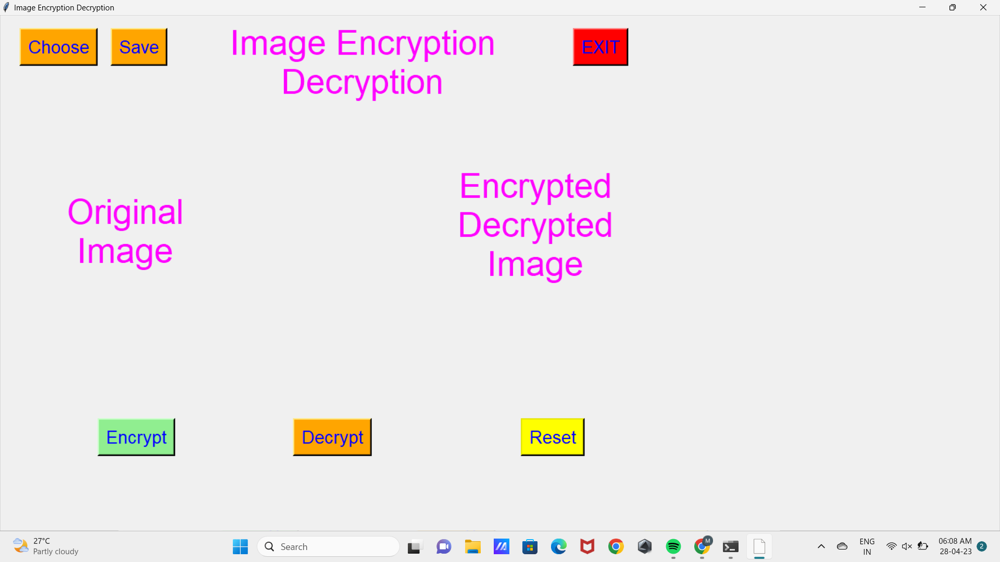 Image Encryption Decryption
Choose
Save
Image Encryption
Decryption
EXIT
Original
Image
Encrypted
Decrypted
Image
Encrypt
Decrypt
Reset
27°C
Partly cloudy
Search
M
ENG
IN
06:08 AM
28-04-23
2